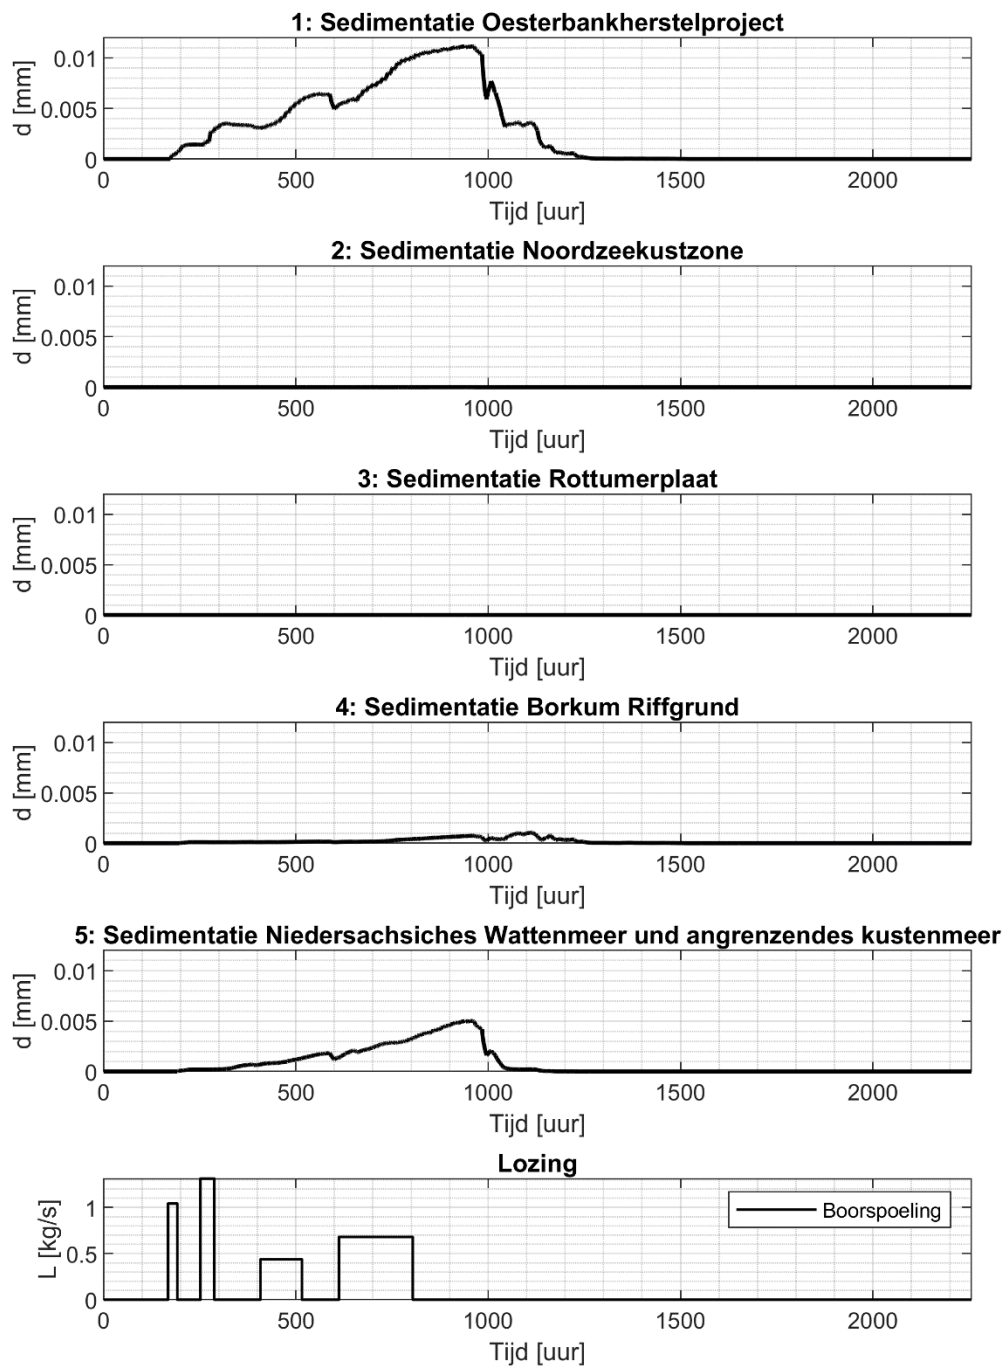 1: Sedimentatie Oesterbankherstelproject
d [mm]
0.01
0.005
0
0 500 1000 1500 2000
Tijd [uur]
2: Sedimentatie Noordzeekustzone
d [mm]
0.01
0.005
0
0 500 1000 1500 2000
Tijd [uur]
3: Sedimentatie Rottumerplaat
d [mm]
0.01
0.005
0
0 500 1000 1500 2000
Tijd [uur]
4: Sedimentatie Borkum Riffgrund
d [mm]
0.01
0.005
0
0 500 1000 1500 2000
Tijd [uur]
5: Sedimentatie Niedersachsiches Wattenmeer und angrenzendes kustenmeer
d [mm]
0.01
0.005
0
0 500 1000 1500 2000
Tijd [uur]
Lozing
L [kg/s]
1
0.5
0
Boorspoeling
0 500 1000 1500 2000
Tijd [uur]